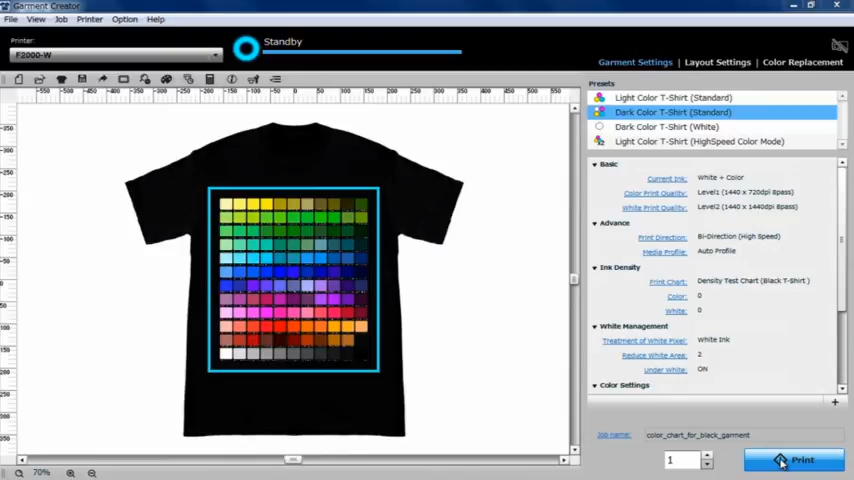 Garment Creator
File View Job Printer Option Help
Printer:
F2000-W
Standby
Garment Settings | Layout Settings | Color Replacement
Presets
Light Color T-Shirt (Standard)
Dark Color T-Shirt (Standard)
Dark Color T-Shirt (White)
Light Color T-Shirt (HighSpeed Color Mode)
Basic
Current Ink: White + Color
Color Print Quality: Level1 (1440 x 720dpi 8pass)
White Print Quality: Level2 (1440 x 1440dpi 8pass)
Advance
Print Direction: Bi-Direction (High Speed)
Media Profile: Auto Profile
Ink Density
Print Chart: Density Test Chart (Black T-Shirt )
Color: 0
White: 0
White Management
Treatment of White Pixel: White Ink
Reduce White Area: 2
Under White: ON
Color Settings
Job name: color_chart_for_black_garment
1
Print
70%